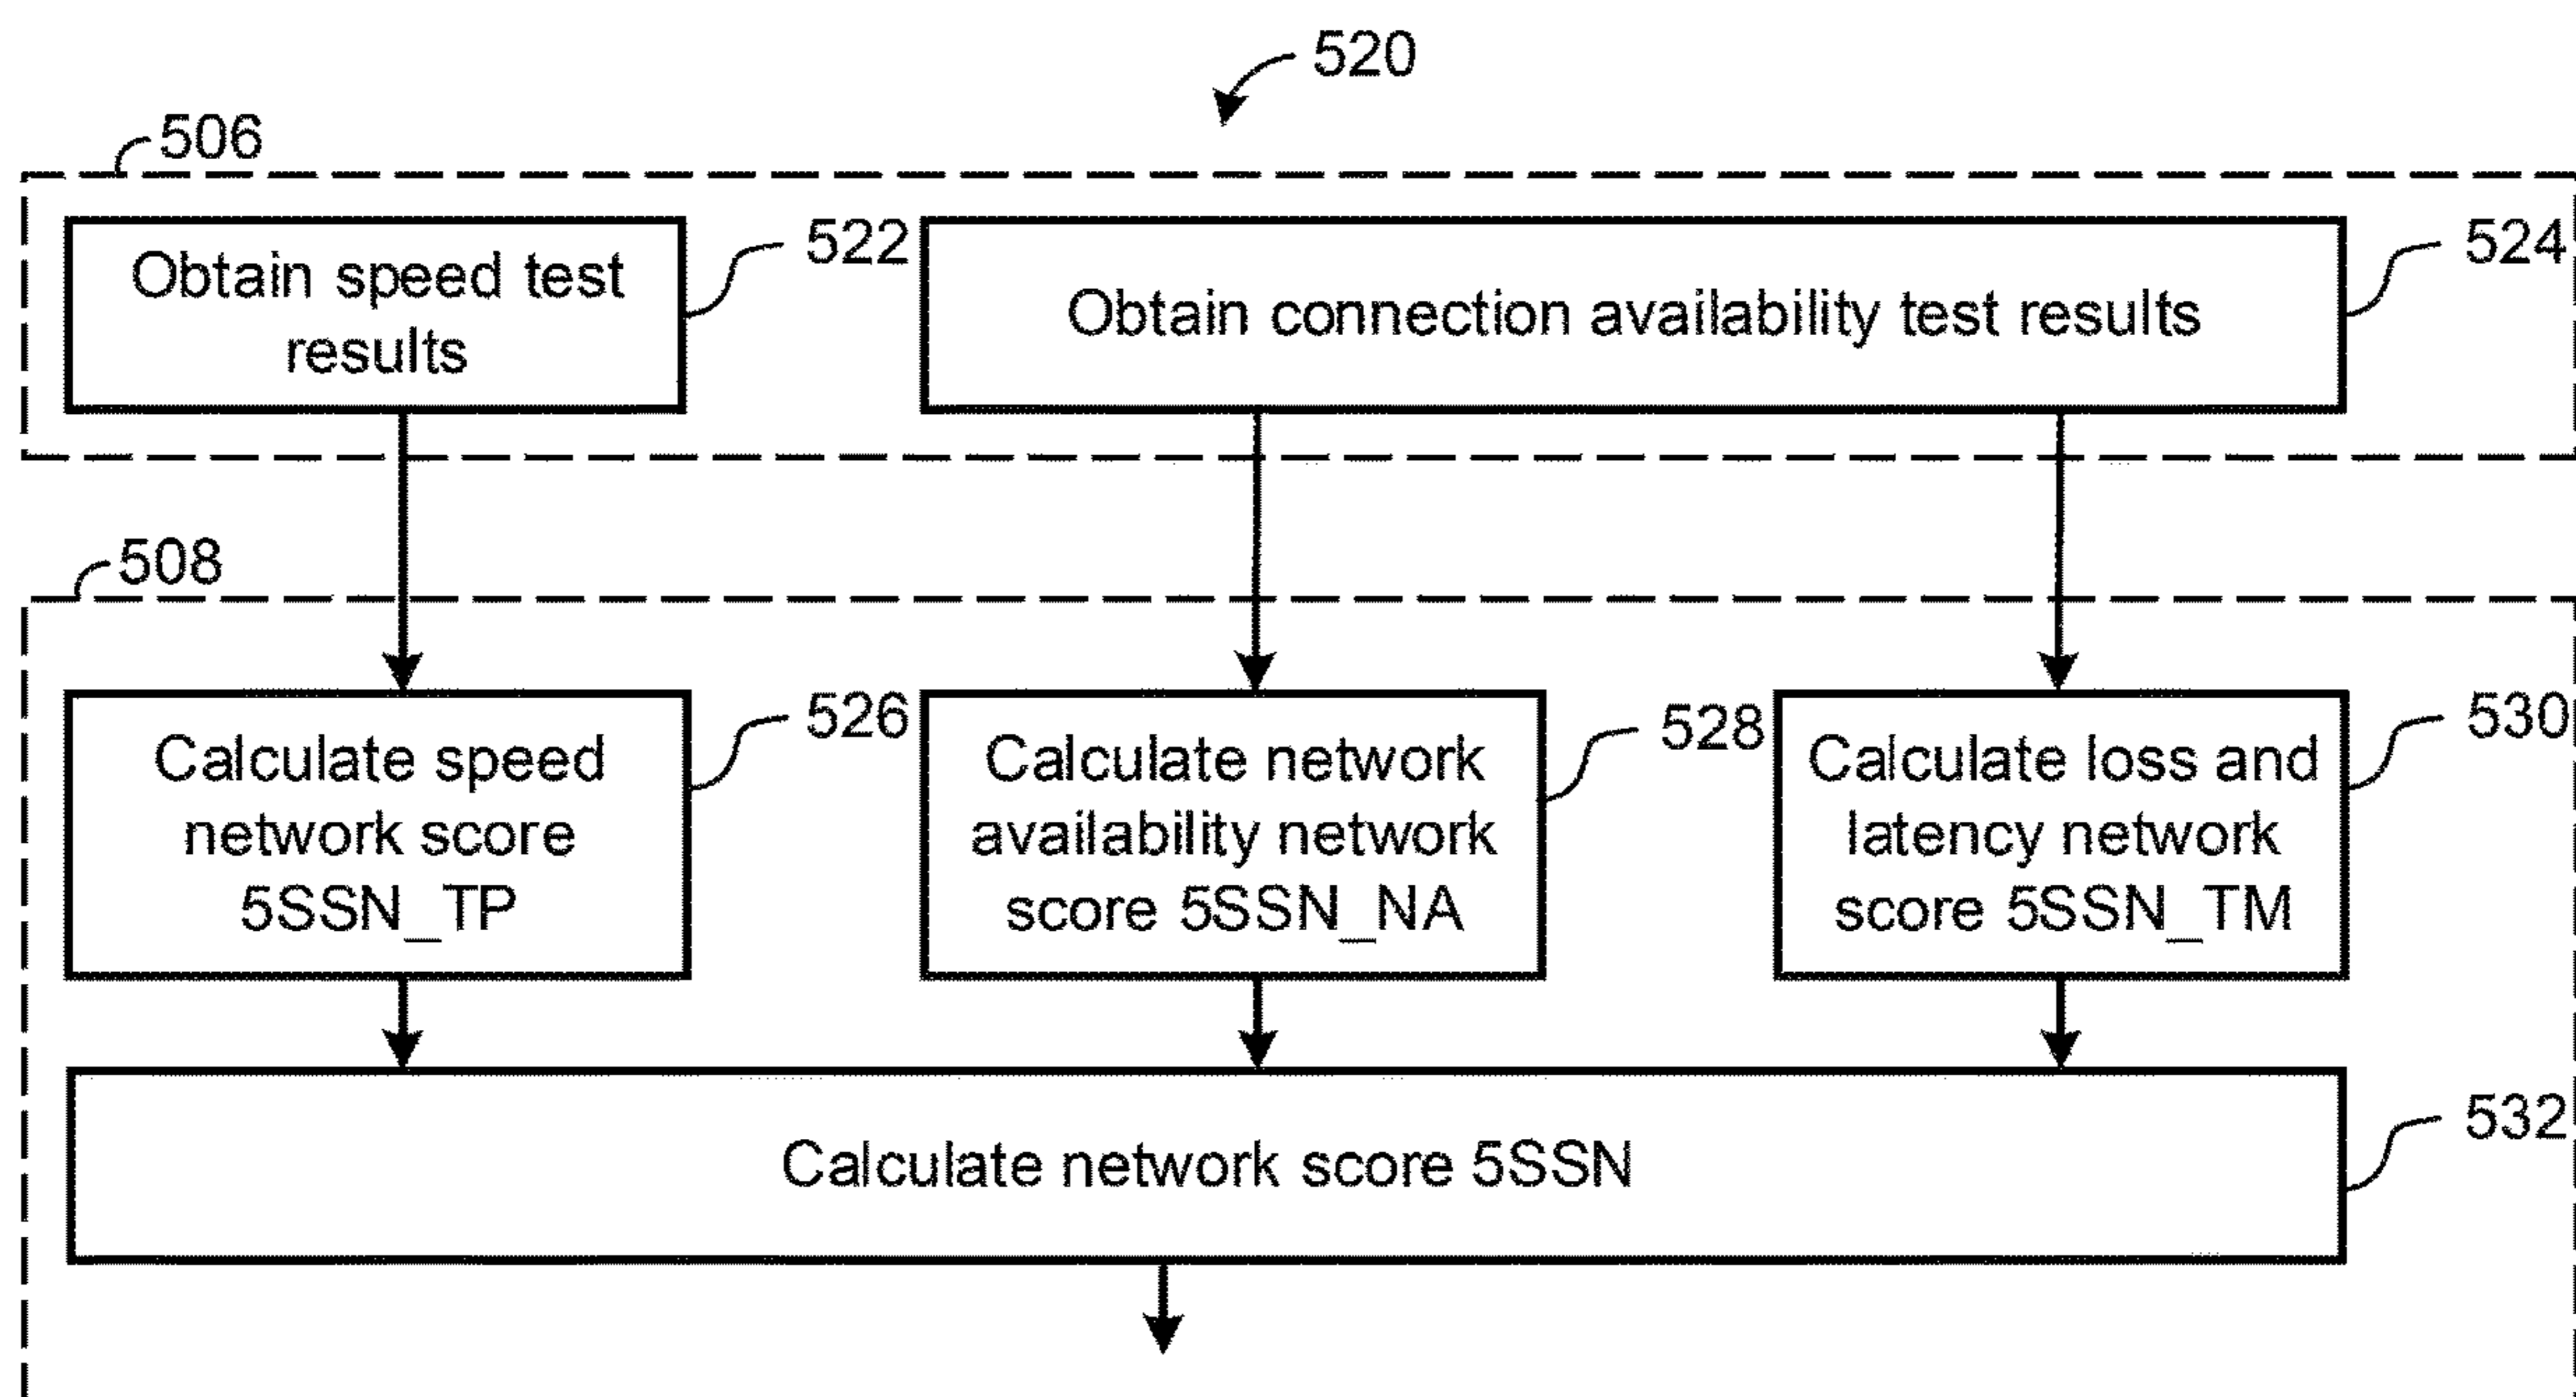 520
506
Obtain speed test
results
522
Obtain connection availability test results
524
508
Calculate speed
network score
5SSN_TP
526
Calculate network
availability network
score 5SSN_NA
528
Calculate loss and
latency network
score 5SSN_TM
530
Calculate network score 5SSN
532